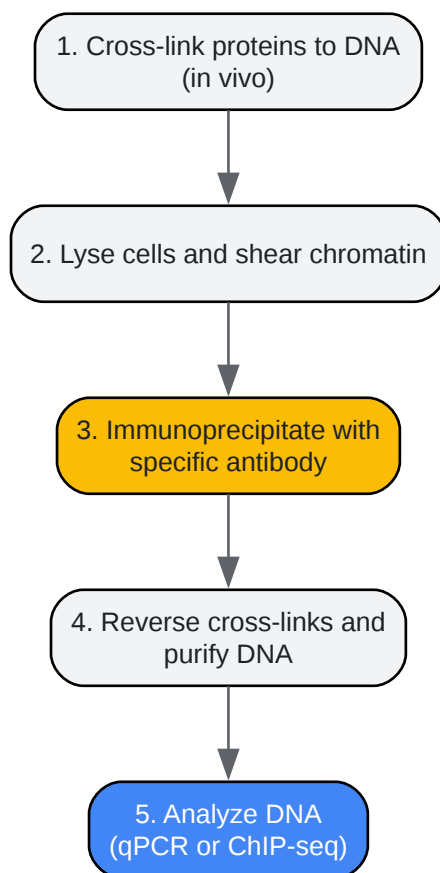 1. Cross-link proteins to DNA
(in vivo)
2. Lyse cells and shear chromatin
3. Immunoprecipitate with
specific antibody
4. Reverse cross-links and
purify DNA
5. Analyze DNA
(qPCR or ChIP-seq)